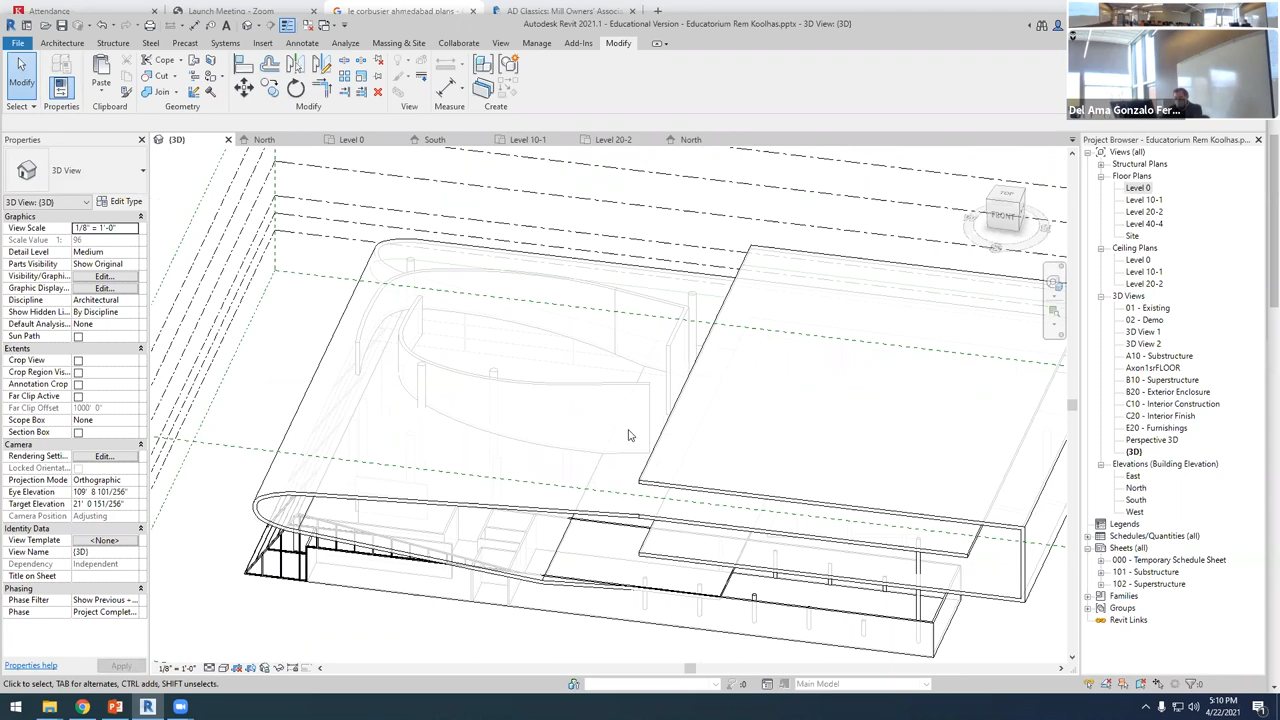 Attendance
Launch Meeting - Zoom
le corbusier ahmedabad plans -
AD Classics: Mill Owners' Associ...
Autodesk Revit 2021.1 - Educational Version - Educatorium Rem Koolhas.pptx - 3D View: {3D}
File Architecture Structure Steel Precast Systems Insert Annotate Analyze Massing & Site Collaborate View Manage Add-Ins Modify
Modify
Properties
Paste
Cope
Cut
Join
Select Properties Clipboard Geometry Modify View Measure Create
Del Ama Gonzalo Fer...
Properties
{3D} North Level 0 South Level 10-1 Level 20-2 North
3D View
3D View: {3D} Edit Type
Graphics
View Scale 1/8" = 1'-0"
Scale Value 1: 96
Detail Level Medium
Parts Visibility Show Original
Visibility/Graphi... Edit...
Graphic Display... Edit...
Discipline Architectural
Show Hidden Li... By Discipline
Default Analysis... None
Sun Path
Extents
Crop View
Crop Region Vis...
Annotation Crop
Far Clip Active
Far Clip Offset 1000' 0"
Scope Box None
Section Box
Camera
Rendering Setti... Edit...
Locked Orientat...
Projection Mode Orthographic
Eye Elevation 109' 8 101/256"
Target Elevation 21' 0.151/256"
Camera Position Adjusting
Identity Data
View Template <None>
View Name {3D}
Dependency Independent
Title on Sheet
Phasing
Phase Filter Show Previous + ...
Phase Project Complet...
Properties help Apply
TOP
FRONT
Project Browser - Educatorium Rem Koolhas.pp...
Views (all)
Structural Plans
Floor Plans
Level 0
Level 10-1
Level 20-2
Level 40-4
Site
Ceiling Plans
Level 0
Level 10-1
Level 20-2
3D Views
01 - Existing
02 - Demo
3D View 1
3D View 2
A10 - Substructure
Axon1srFLOOR
B10 - Superstructure
B20 - Exterior Enclosure
C10 - Interior Construction
C20 - Interior Finish
E20 - Furnishings
Perspective 3D
{3D}
Elevations (Building Elevation)
East
North
South
West
Legends
Schedules/Quantities (all)
Sheets (all)
000 - Temporary Schedule Sheet
101 - Substructure
102 - Superstructure
Families
Groups
Revit Links
1/8" = 1'-0"
Click to select, TAB for alternates, CTRL adds, SHIFT unselects.
:0
Main Model
:0
5:10 PM
4/22/2021